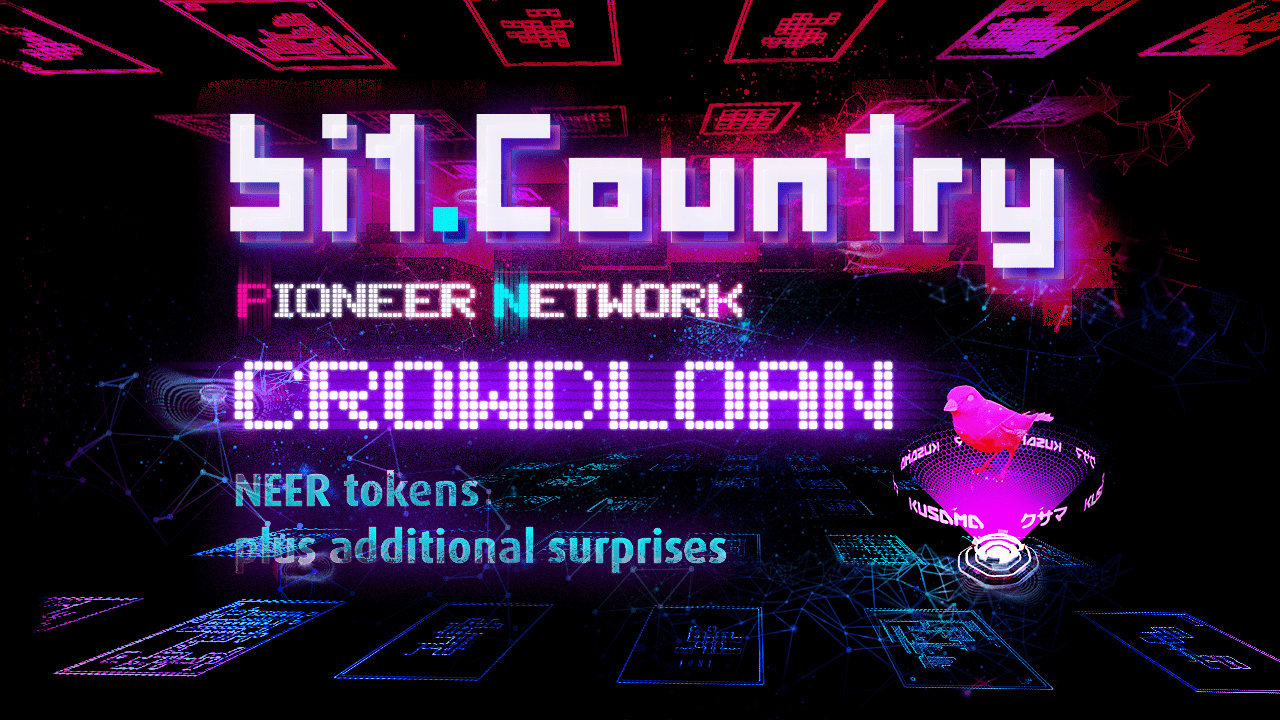 bit.Country
PIONEER NETWORK
CROWDLOAN
NEER tokens
plus additional surprises
KUSAMA
クサマ